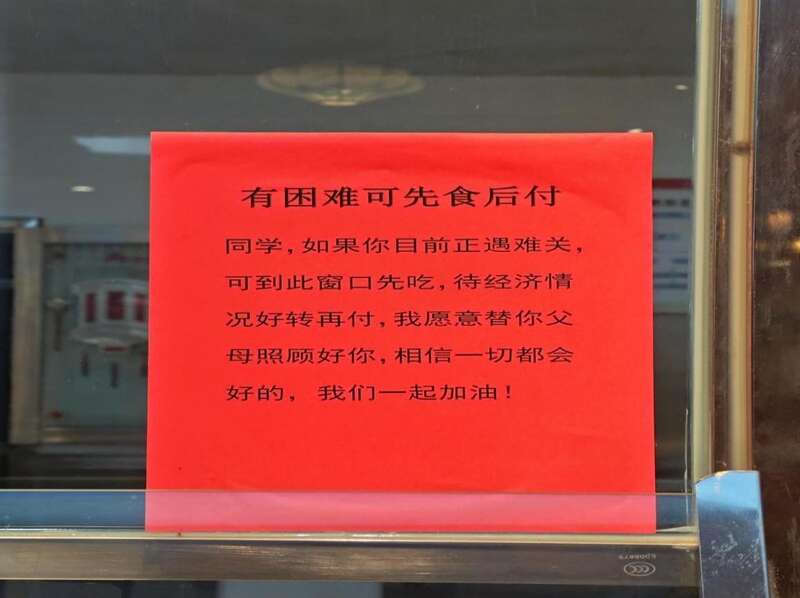 有困难可先食后付
同学,如果你目前正遇难关,
可到此窗口先吃,待经济情
况好转再付,我愿意替你父
母照顾好你,相信一切都会
好的,我们一起加油!